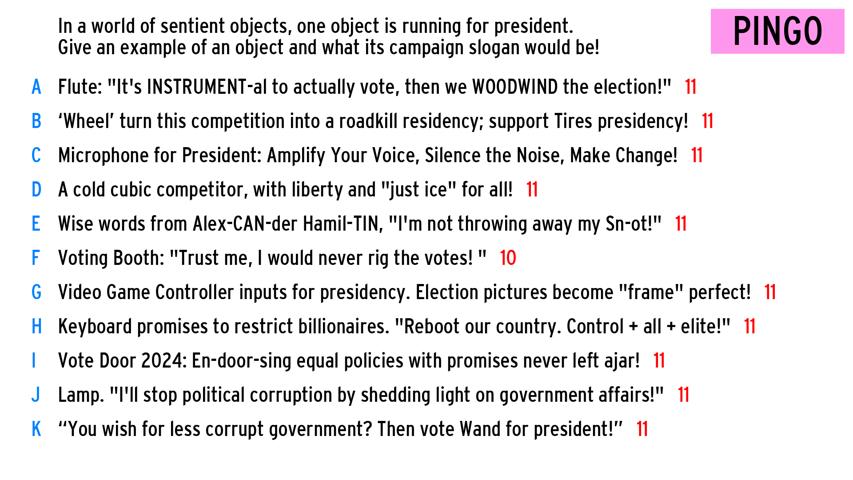 In a world of sentient objects, one object is running for president.
PINGO
Give an example of an object and what its campaign slogan would be!
A Flute: "It's INSTRUMENT-al to actually vote, then we WOODWIND the election!" 11
B ‘Wheel’ turn this competition into a roadkill residency; support Tires presidency! 11
C Microphone for President: Amplify Your Voice, Silence the Noise, Make Change! 11
D A cold cubic competitor, with liberty and "just ice" for all! 11
E Wise words from Alex-CAN-der Hamil-TIN, "I'm not throwing away my Sn-ot!" 11
F Voting Booth: "Trust me, I would never rig the votes! " 10
G Video Game Controller inputs for presidency. Election pictures become "frame" perfect! 11
H Keyboard promises to restrict billionaires. "Reboot our country. Control + all + elite!" 11
I Vote Door 2024: En-door-sing equal policies with promises never left ajar! 11
J Lamp. "I'll stop political corruption by shedding light on government affairs!" 11
K “You wish for less corrupt government? Then vote Wand for president!” 11